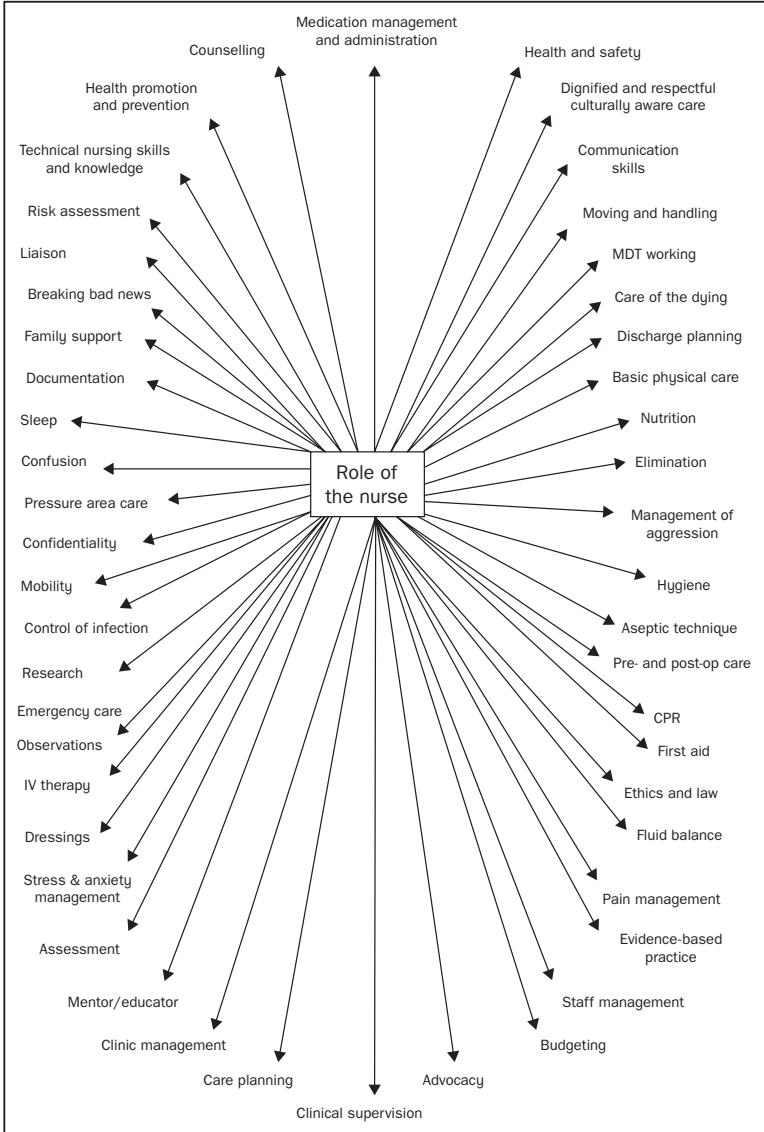 Medication management
and administration
Counselling
Health and safety
Health promotion
and prevention
Dignified and respectful
culturally aware care
Technical nursing skills
and knowledge
Communication
skills
Risk assessment
Moving and handling
Liaison
MDT working
Breaking bad news
Care of the dying
Family support
Discharge planning
Documentation
Basic physical care
Sleep
Nutrition
Confusion
Elimination
Role of
the nurse
Pressure area care
Management of
aggression
Confidentiality
Mobility
Hygiene
Control of infection
Aseptic technique
Research
Pre- and post-op care
Emergency care
CPR
Observations
First aid
IV therapy
Ethics and law
Dressings
Fluid balance
Stress & anxiety
management
Pain management
Assessment
Evidence-based
practice
Mentor/educator
Staff management
Clinic management
Budgeting
Care planning
Advocacy
Clinical supervision